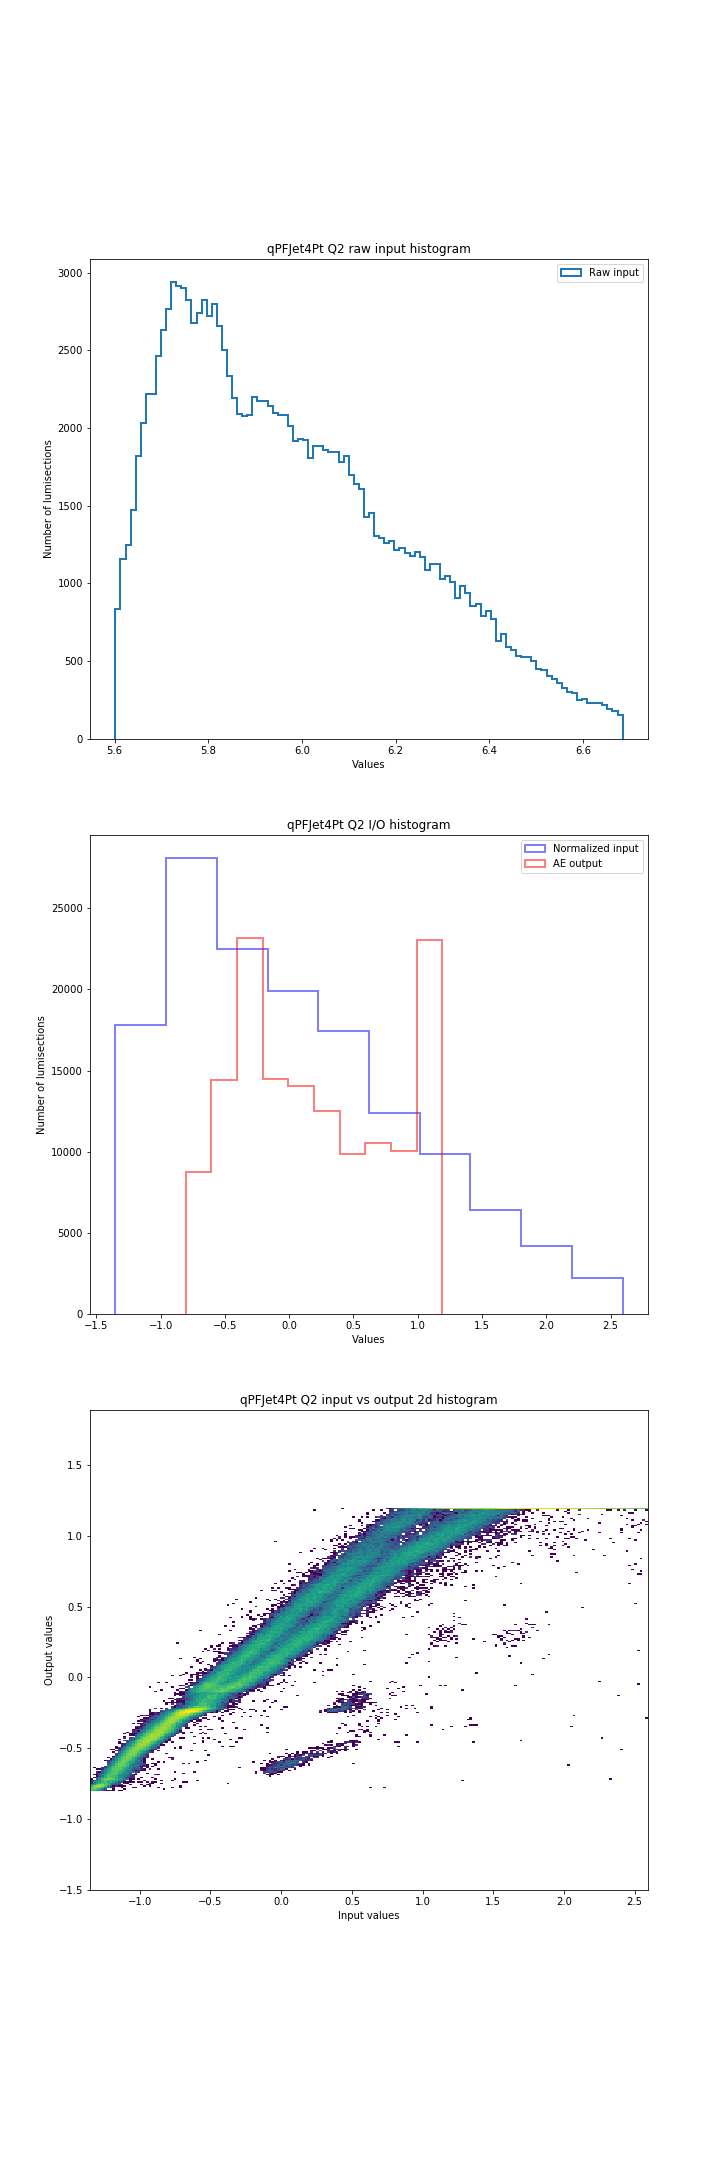 qPFJet4Pt Q2 raw input histogram
Raw input
3000
2500
2000
1500
1000
500
0
Number of lumisections
5.6 5.8 6.0 6.2 6.4 6.6
Values
qPFJet4Pt Q2 I/O histogram
Normalized input
AE output
25000
20000
15000
10000
5000
0
Number of lumisections
−1.5 −1.0 −0.5 0.0 0.5 1.0 1.5 2.0 2.5
Values
qPFJet4Pt Q2 input vs output 2d histogram
1.5
1.0
0.5
0.0
−0.5
−1.0
−1.5
Output values
−1.0 −0.5 0.0 0.5 1.0 1.5 2.0 2.5
Input values